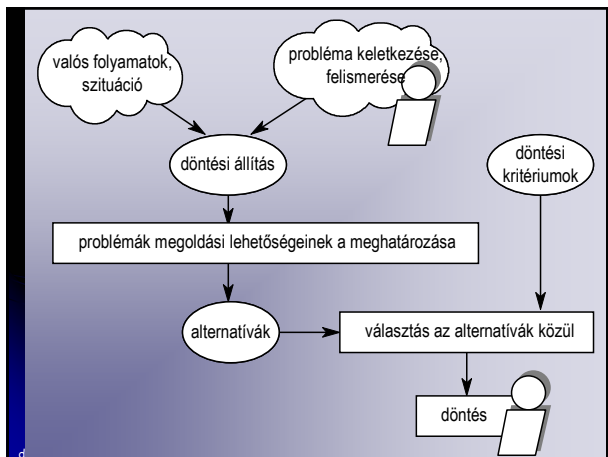 valós folyamatok,
szituáció
probléma keletkezése,
felismerése
döntési állítás
döntési
kritériumok
problémák megoldási lehetőségeinek a meghatározása
alternatívák
választás az alternatívák közül
döntés
d